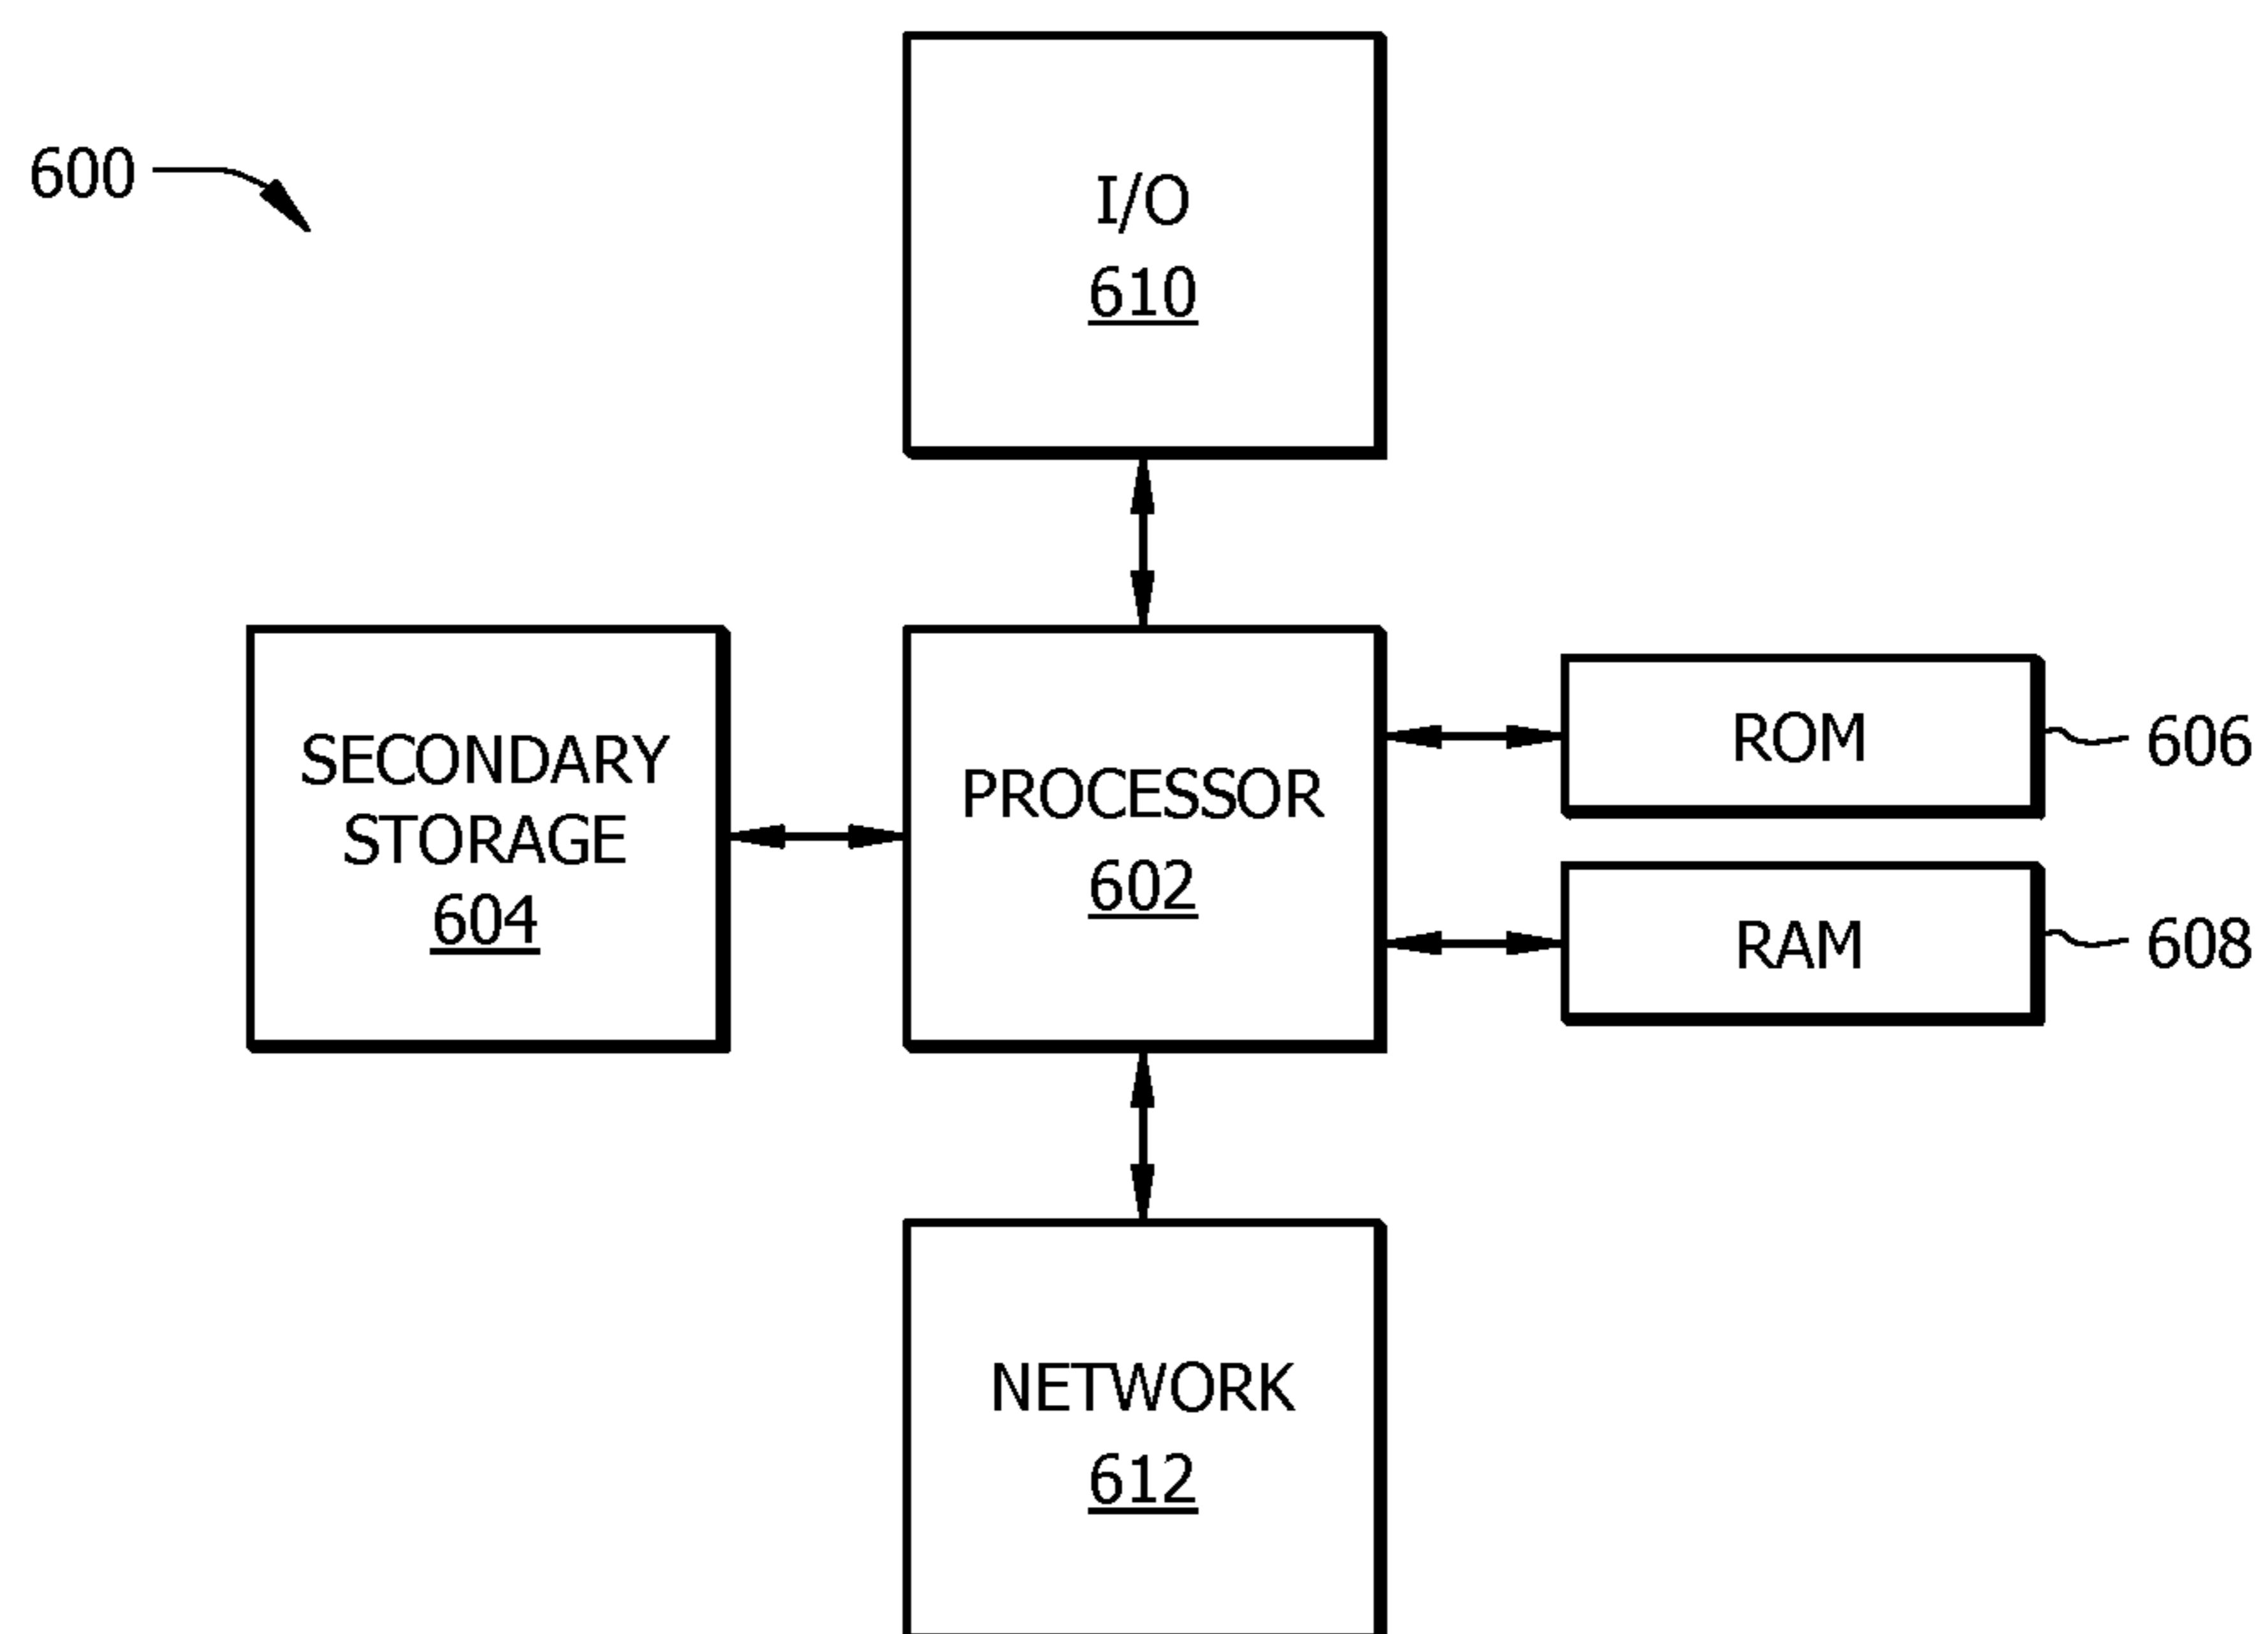 600
I/O
610
SECONDARY
STORAGE
604
PROCESSOR
602
ROM
606
RAM
608
NETWORK
612